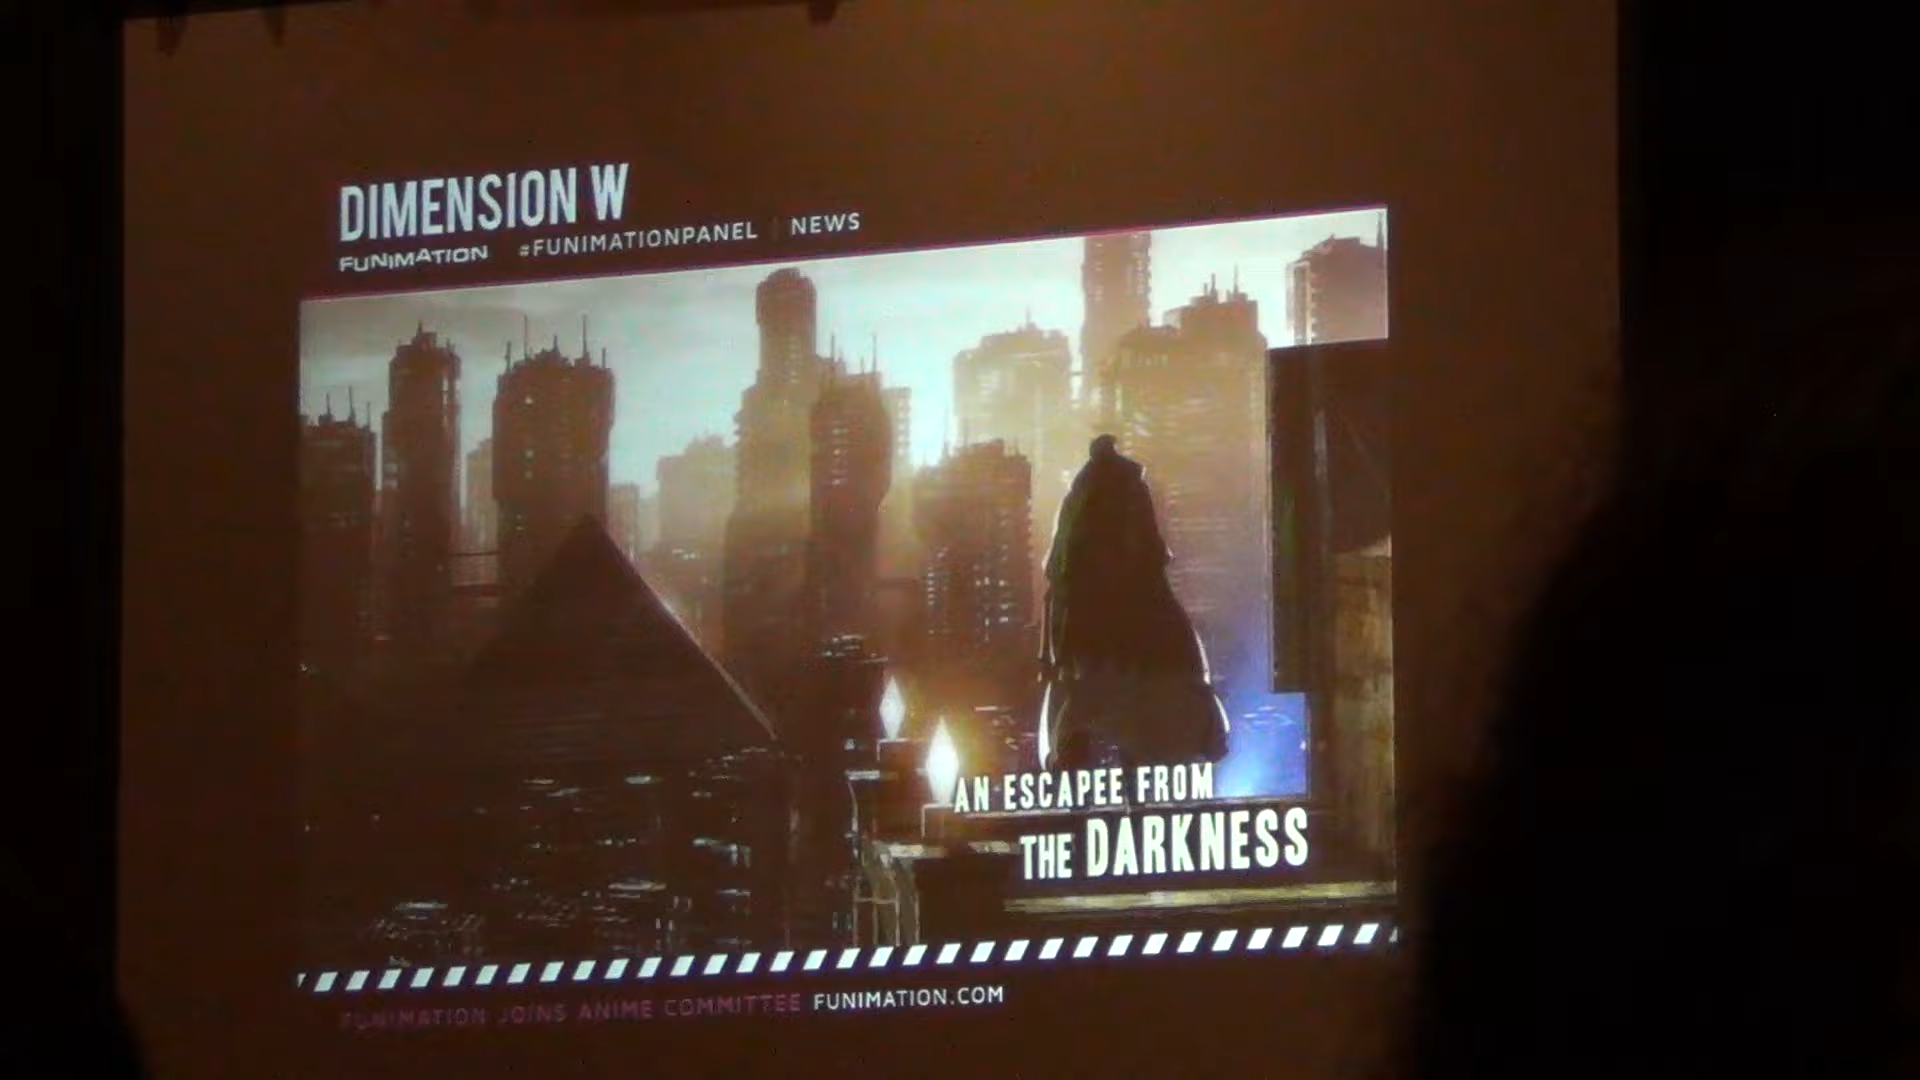 DIMENSION W
FUNIMATION #FUNIMATIONPANEL | NEWS
AN ESCAPEE FROM
THE DARKNESS
FUNIMATION JOINS ANIME COMMITTEE FUNIMATION.COM